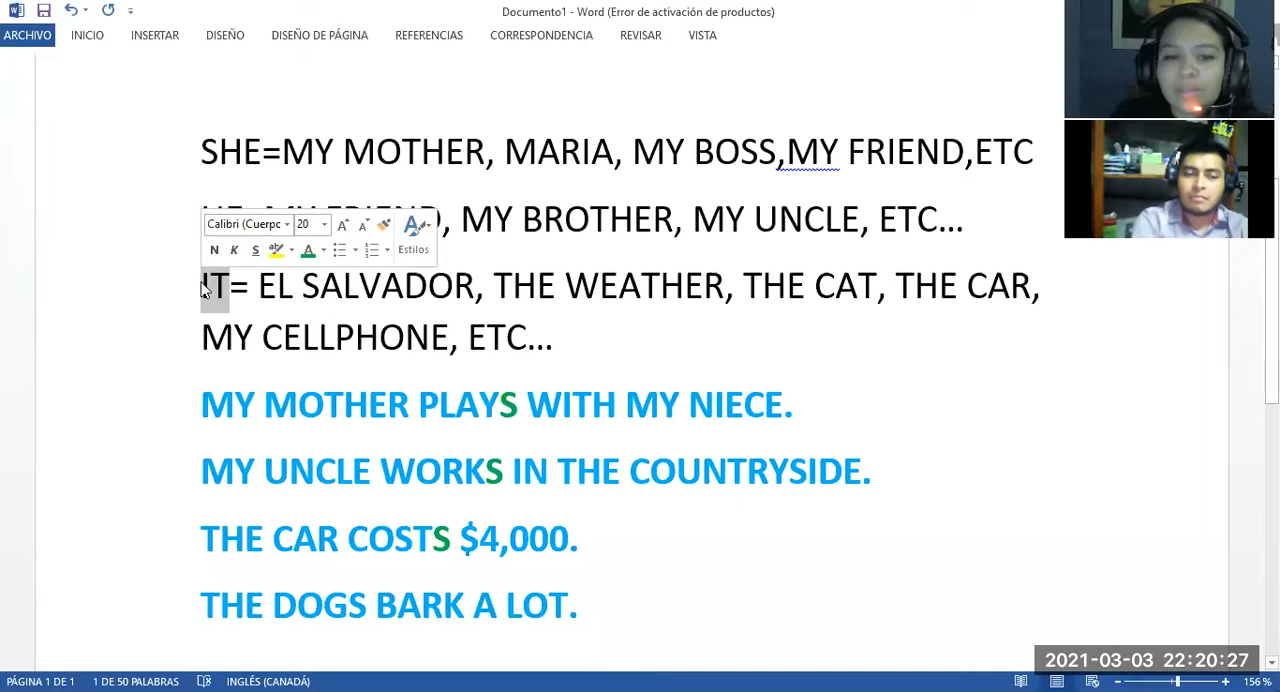 Documento1 - Word (Error de activación de productos)
ARCHIVO INICIO INSERTAR DISEÑO DISEÑO DE PÁGINA REFERENCIAS CORRESPONDENCIA REVISAR VISTA
SHE=MY MOTHER, MARIA, MY BOSS,MY FRIEND,ETC
FRIEND, MY BROTHER, MY UNCLE, ETC...
Calibri (Cuerpc 20
N K S A Estilos
IT= EL SALVADOR, THE WEATHER, THE CAT, THE CAR,
MY CELLPHONE, ETC...
MY MOTHER PLAYS WITH MY NIECE.
MY UNCLE WORKS IN THE COUNTRYSIDE.
THE CAR COSTS $4,000.
THE DOGS BARK A LOT.
2021-03-03 22:20:27
PÁGINA 1 DE 1 1 DE 50 PALABRAS INGLÉS (CANADÁ) 156 %